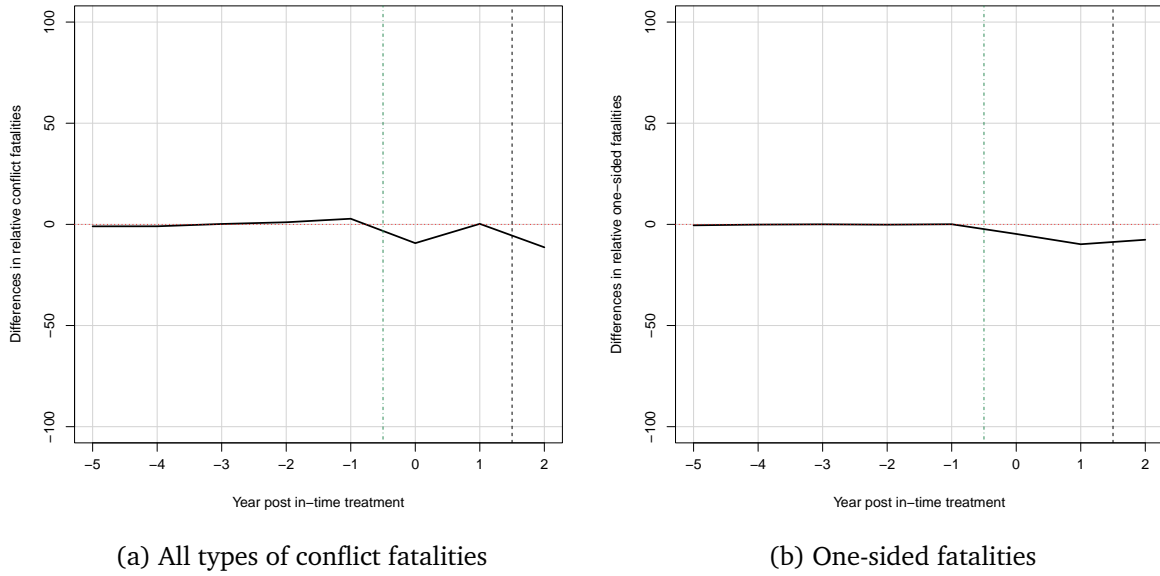 Differences in relative conflict fatalities
100
50
0
−50
−100
−5 −4 −3 −2 −1 0 1 2
Year post in−time treatment
(a) All types of conflict fatalities
Differences in relative one−sided fatalities
100
50
0
−50
−100
−5 −4 −3 −2 −1 0 1 2
Year post in−time treatment
(b) One-sided fatalities